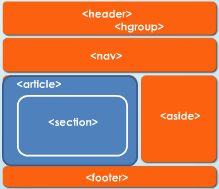 <header>
<hgroup>
<nav>
<article>
<section>
<aside>
<footer>